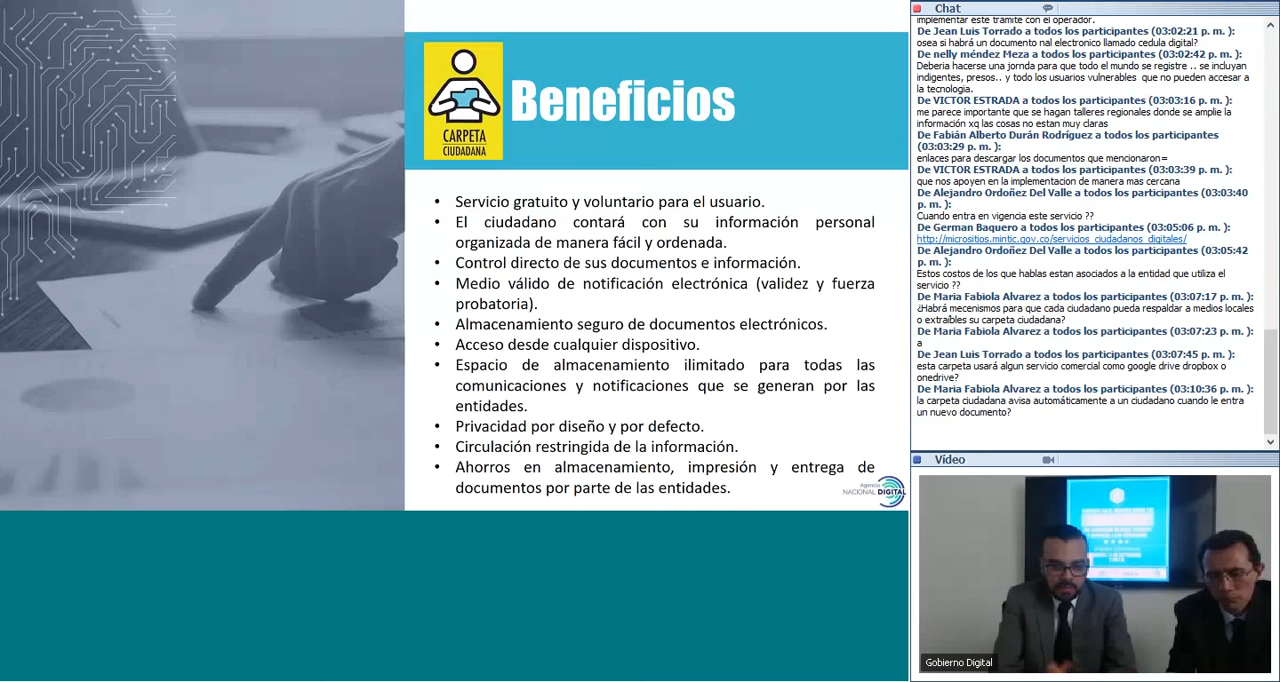 Beneficios
CARPETA
CIUDADANA
• Servicio gratuito y voluntario para el usuario.
• El ciudadano contará con su información personal
organizada de manera fácil y ordenada.
• Control directo de sus documentos e información.
• Medio válido de notificación electrónica (validez y fuerza
probatoria).
• Almacenamiento seguro de documentos electrónicos.
• Acceso desde cualquier dispositivo.
• Espacio de almacenamiento ilimitado para todas las
comunicaciones y notificaciones que se generan por las
entidades.
• Privacidad por diseño y por defecto.
• Circulación restringida de la información.
• Ahorros en almacenamiento, impresión y entrega de
documentos por parte de las entidades.
Agencia
NACIONAL DIGITAL
Chat
implementar este tramite con el operador.
De Jean Luis Torrado a todos los participantes (03:02:21 p. m. ):
osea si habrá un documento nal electronico llamado cedula digital?
De nelly méndez Meza a todos los participantes (03:02:42 p. m. ):
Deberia hacerse una jornda para que todo el mundo se registre .. se incluyan
indigentes, presos.. y todo los usuarios vulnerables que no pueden accesar a
la tecnologia.
De VICTOR ESTRADA a todos los participantes (03:03:16 p. m. ):
me parece importante que se hagan talleres regionales donde se amplie la
información xq las cosas no estan muy claras
De Fabián Alberto Durán Rodríguez a todos los participantes
(03:03:29 p. m. ):
enlaces para descargar los documentos que mencionaron=
De VICTOR ESTRADA a todos los participantes (03:03:39 p. m. ):
que nos apoyen en la implementacion de manera mas cercana
De Alejandro Ordoñez Del Valle a todos los participantes (03:03:40
p. m. ):
Cuando entra en vigencia este servicio ??
De German Baquero a todos los participantes (03:05:06 p. m. ):
http://micrositios.mintic.gov.co/servicios_ciudadanos_digitales/
De Alejandro Ordoñez Del Valle a todos los participantes (03:05:42
p. m. ):
Estos costos de los que hablas estan asociados a la entidad que utiliza el
servicio ??
De Maria Fabiola Alvarez a todos los participantes (03:07:17 p. m. ):
¿Habrá mecenismos para que cada ciudadano pueda respaldar a medios locales
o extraíbles su carpeta ciudadana?
De Maria Fabiola Alvarez a todos los participantes (03:07:23 p. m. ):
a
De Jean Luis Torrado a todos los participantes (03:07:45 p. m. ):
esta carpeta usará algun servicio comercial como google drive dropbox o
onedrive?
De Maria Fabiola Alvarez a todos los participantes (03:10:36 p. m. ):
la carpeta ciudadana avisa automáticamente a un ciudadano cuando le entra
un nuevo documento?
Vídeo
Gobierno Digital